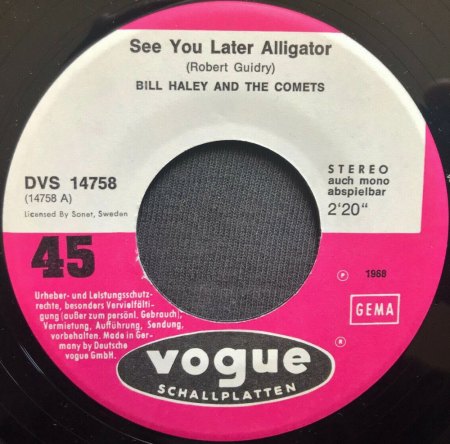 See You Later Alligator
(Robert Guidry)
BILL HALEY AND THE COMETS
DVS 14758
(14758 A)
Licensed By Sonet, Sweden
STEREO
auch mono
abspielbar
2'20"
45
℗ 1968
Urheber- und Leistungsschutz-
rechte, besonders Vervielfälti-
gung (außer zum persönl. Gebrauch),
Vermietung, Aufführung, Sendung,
vorbehalten. Made in Ger-
many by Deutsche
vogue GmbH.
GEMA
®
vogue
SCHALLPLATTEN